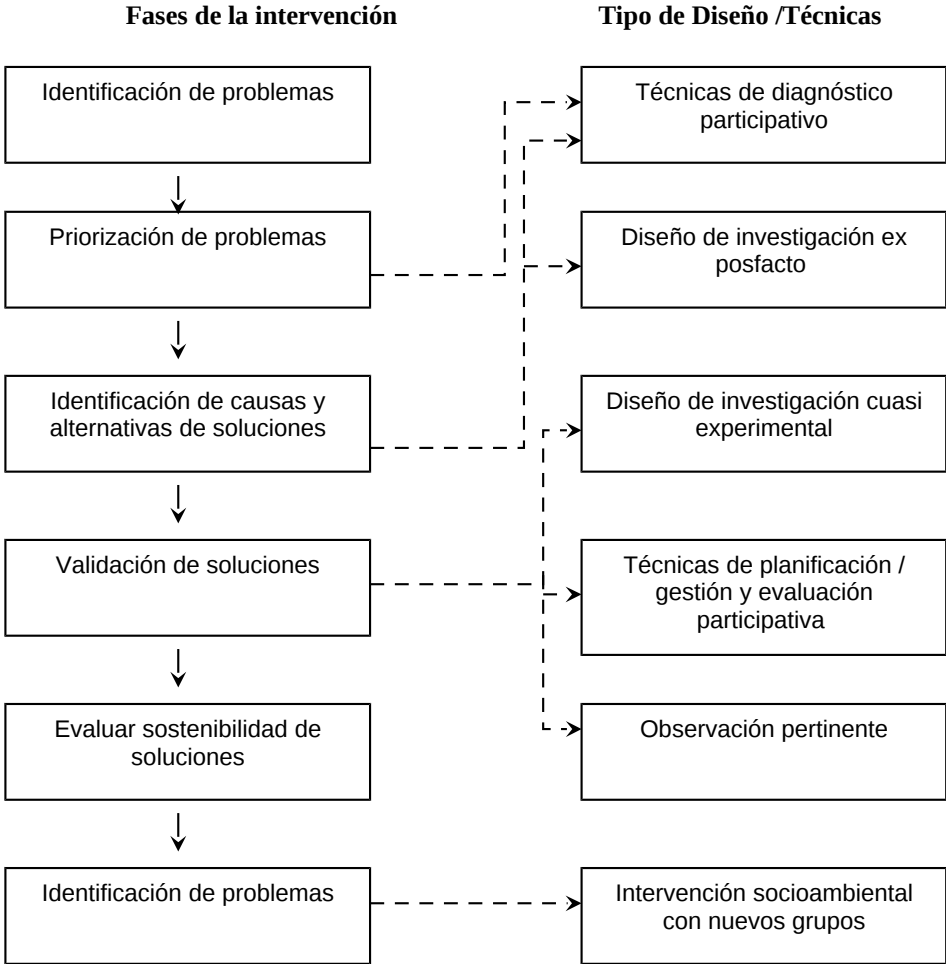 Fases de la intervención
Tipo de Diseño /Técnicas
Identificación de problemas
Técnicas de diagnóstico
participativo
Priorización de problemas
Diseño de investigación ex
posfacto
Identificación de causas y
alternativas de soluciones
Diseño de investigación cuasi
experimental
Validación de soluciones
Técnicas de planificación /
gestión y evaluación
participativa
Evaluar sostenibilidad de
soluciones
Observación pertinente
Identificación de problemas
Intervención socioambiental
con nuevos grupos